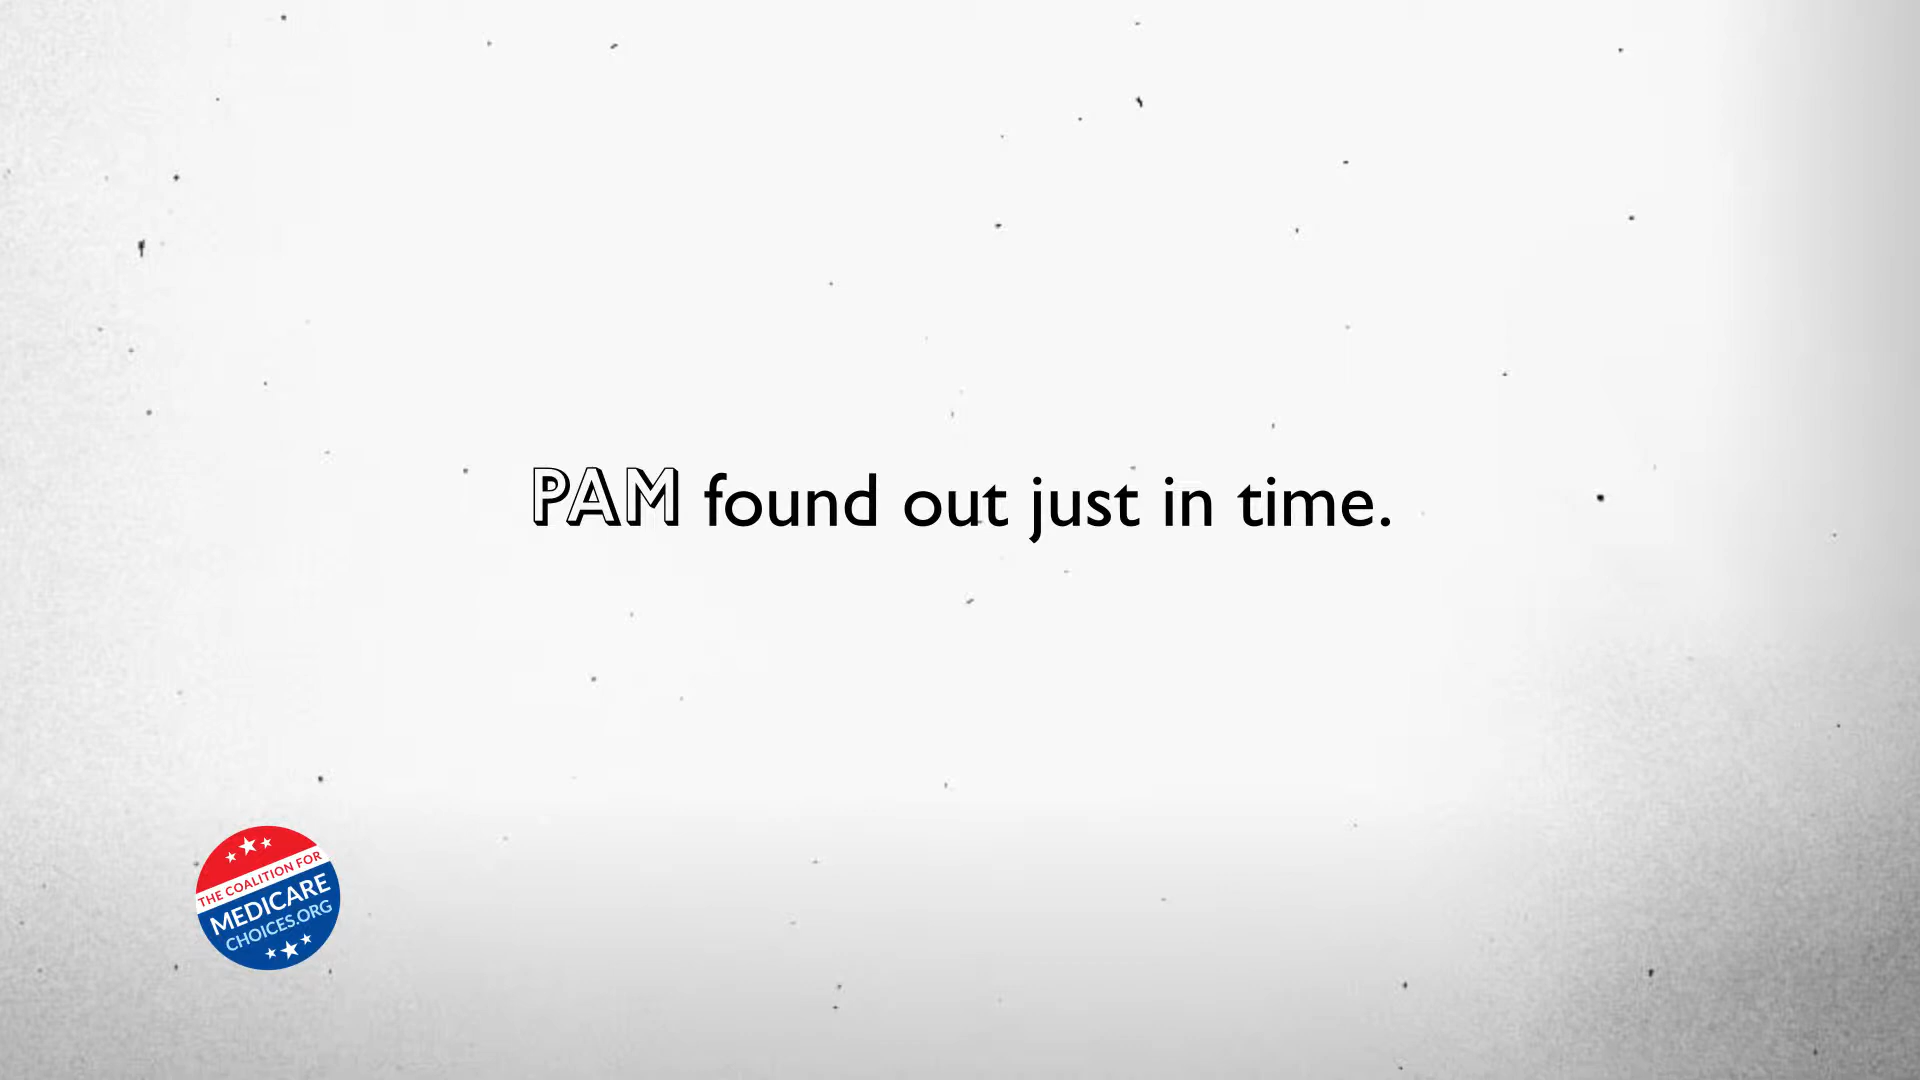 PAM found out just in time.
THE COALITION FOR
MEDICARE
CHOICES.ORG